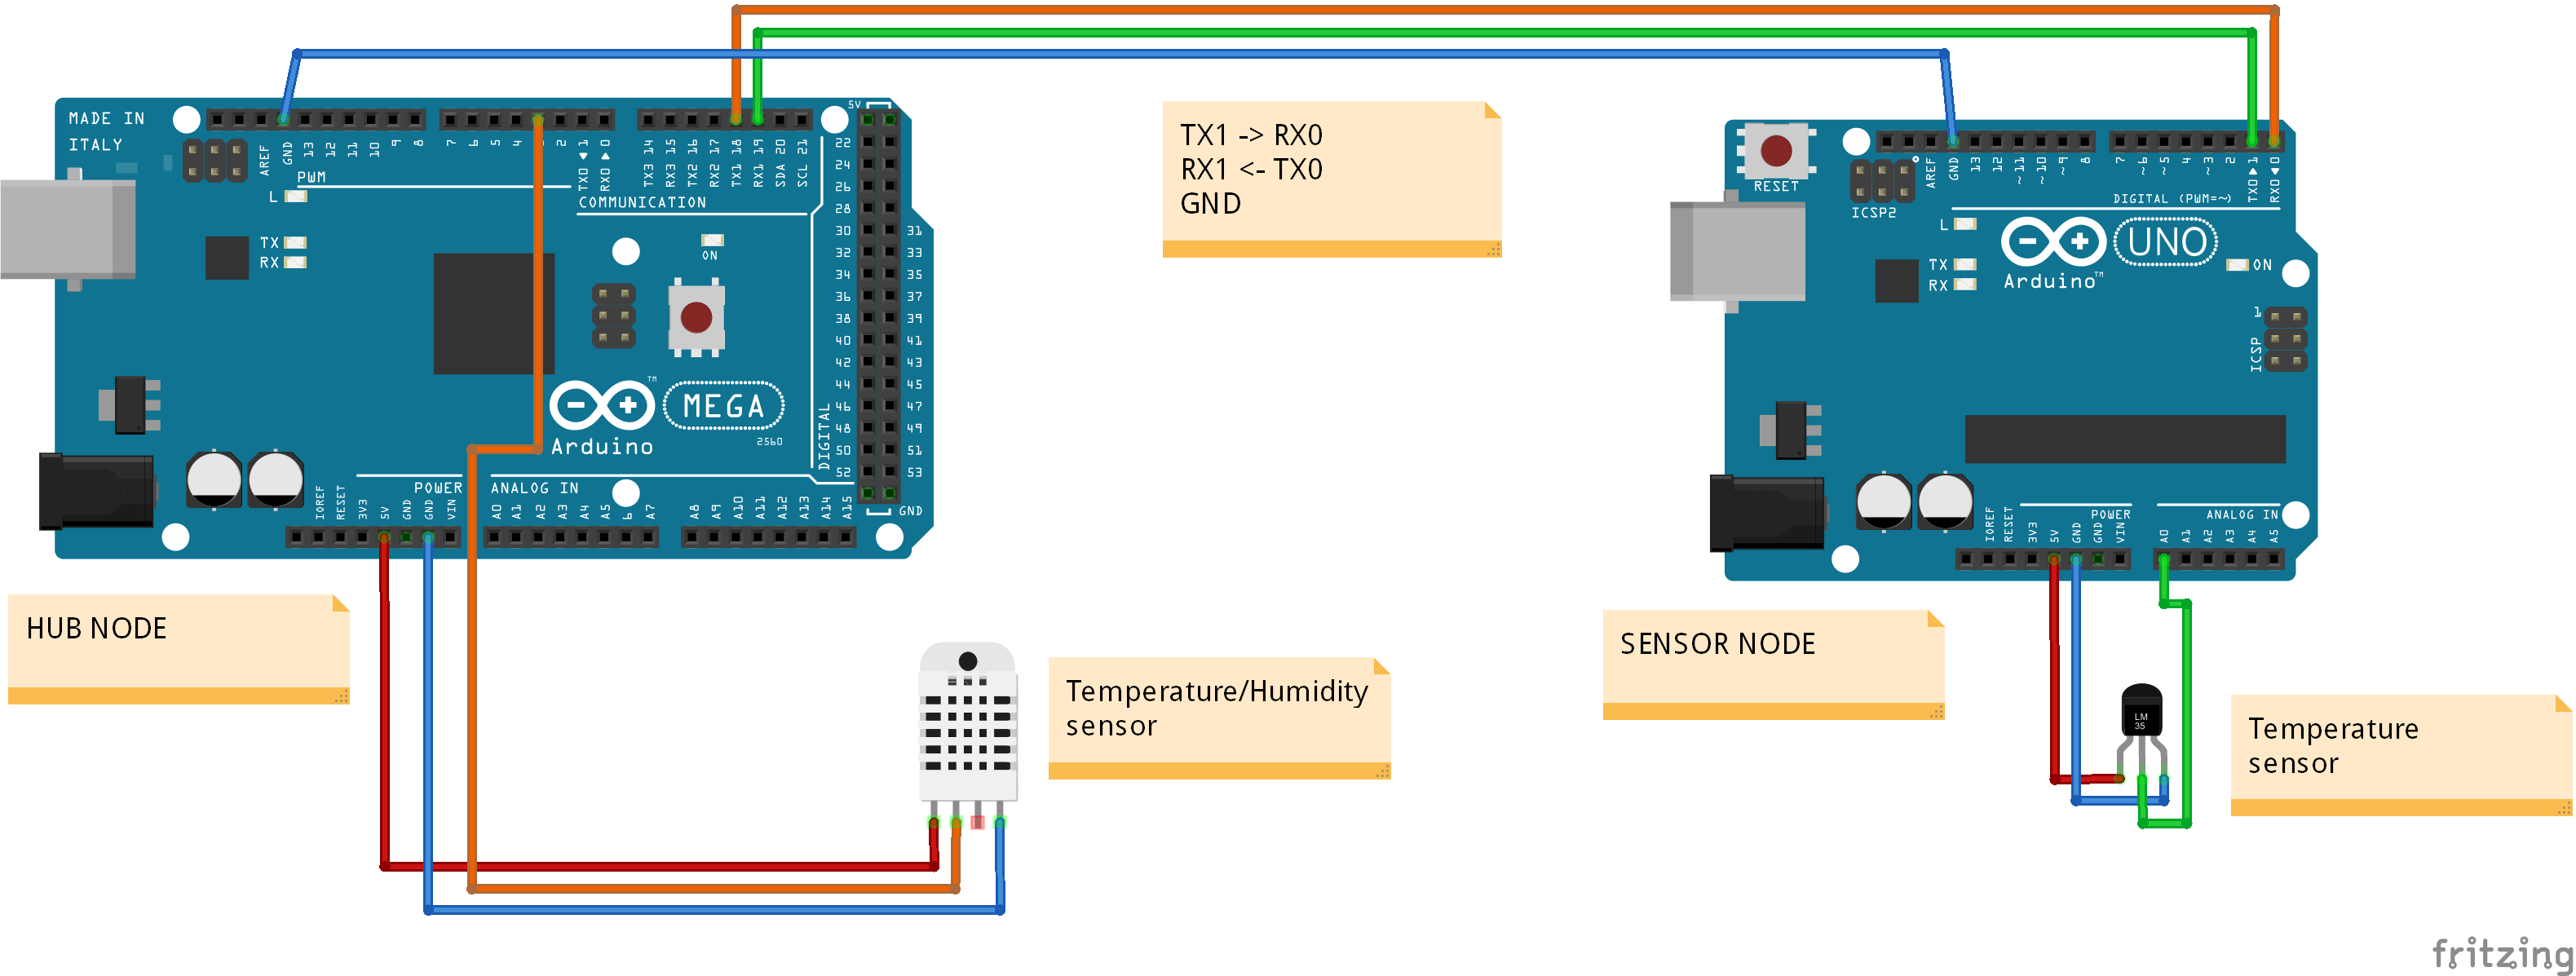 MADE IN
ITALY
AREF
GND
13
12
11
10
9
8
7
6
5
4
2
TX0 1
RX0 0
TX3 14
RX3 15
TX2 16
RX2 17
TX1 18
RX1 19
SDA 20
SCL 21
5V
PWM
L
COMMUNICATION
TX
RX
ON
22
24
26
28
30 31
32 33
34 35
36 37
38 39
40 41
42 43
44 45
46 47
48 49
50 51
52 53
DIGITAL
GND
MEGA
TM
Arduino
2560
POWER
ANALOG IN
IOREF
RESET
3V3
5V
GND
GND
VIN
A0
A1
A2
A3
A4
A5
6
A7
A8
A9
A10
A11
A12
A13
A14
A15
TX1 -> RX0
RX1 <- TX0
GND
RESET
ICSP2
AREF
GND
13
12
~11
~10
~9
8
7
~6
~5
4
~3
2
TX0 1
RX0 0
DIGITAL (PWM=~)
L
TX
RX
UNO
Arduino
TM
ON
1
ICSP
POWER
ANALOG IN
IOREF
RESET
3V3
5V
GND
GND
VIN
A0
A1
A2
A3
A4
A5
HUB NODE
Temperature/Humidity
sensor
SENSOR NODE
LM
35
Temperature
sensor
fritzing